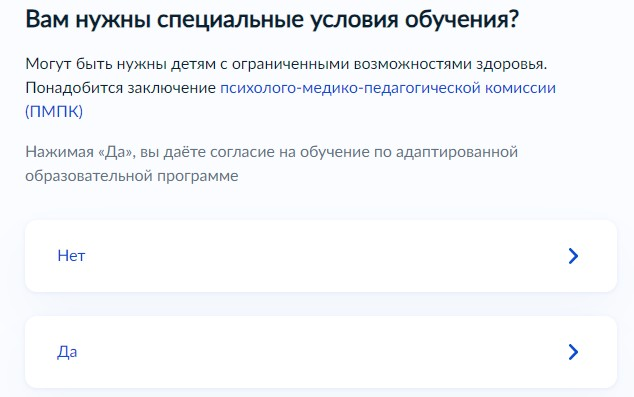 Вам нужны специальные условия обучения?
Могут быть нужны детям с ограниченными возможностями здоровья.
Понадобится заключение психолого-медико-педагогической комиссии
(ПМПК)
Нажимая «Да», вы даёте согласие на обучение по адаптированной
образовательной программе
Нет
Да